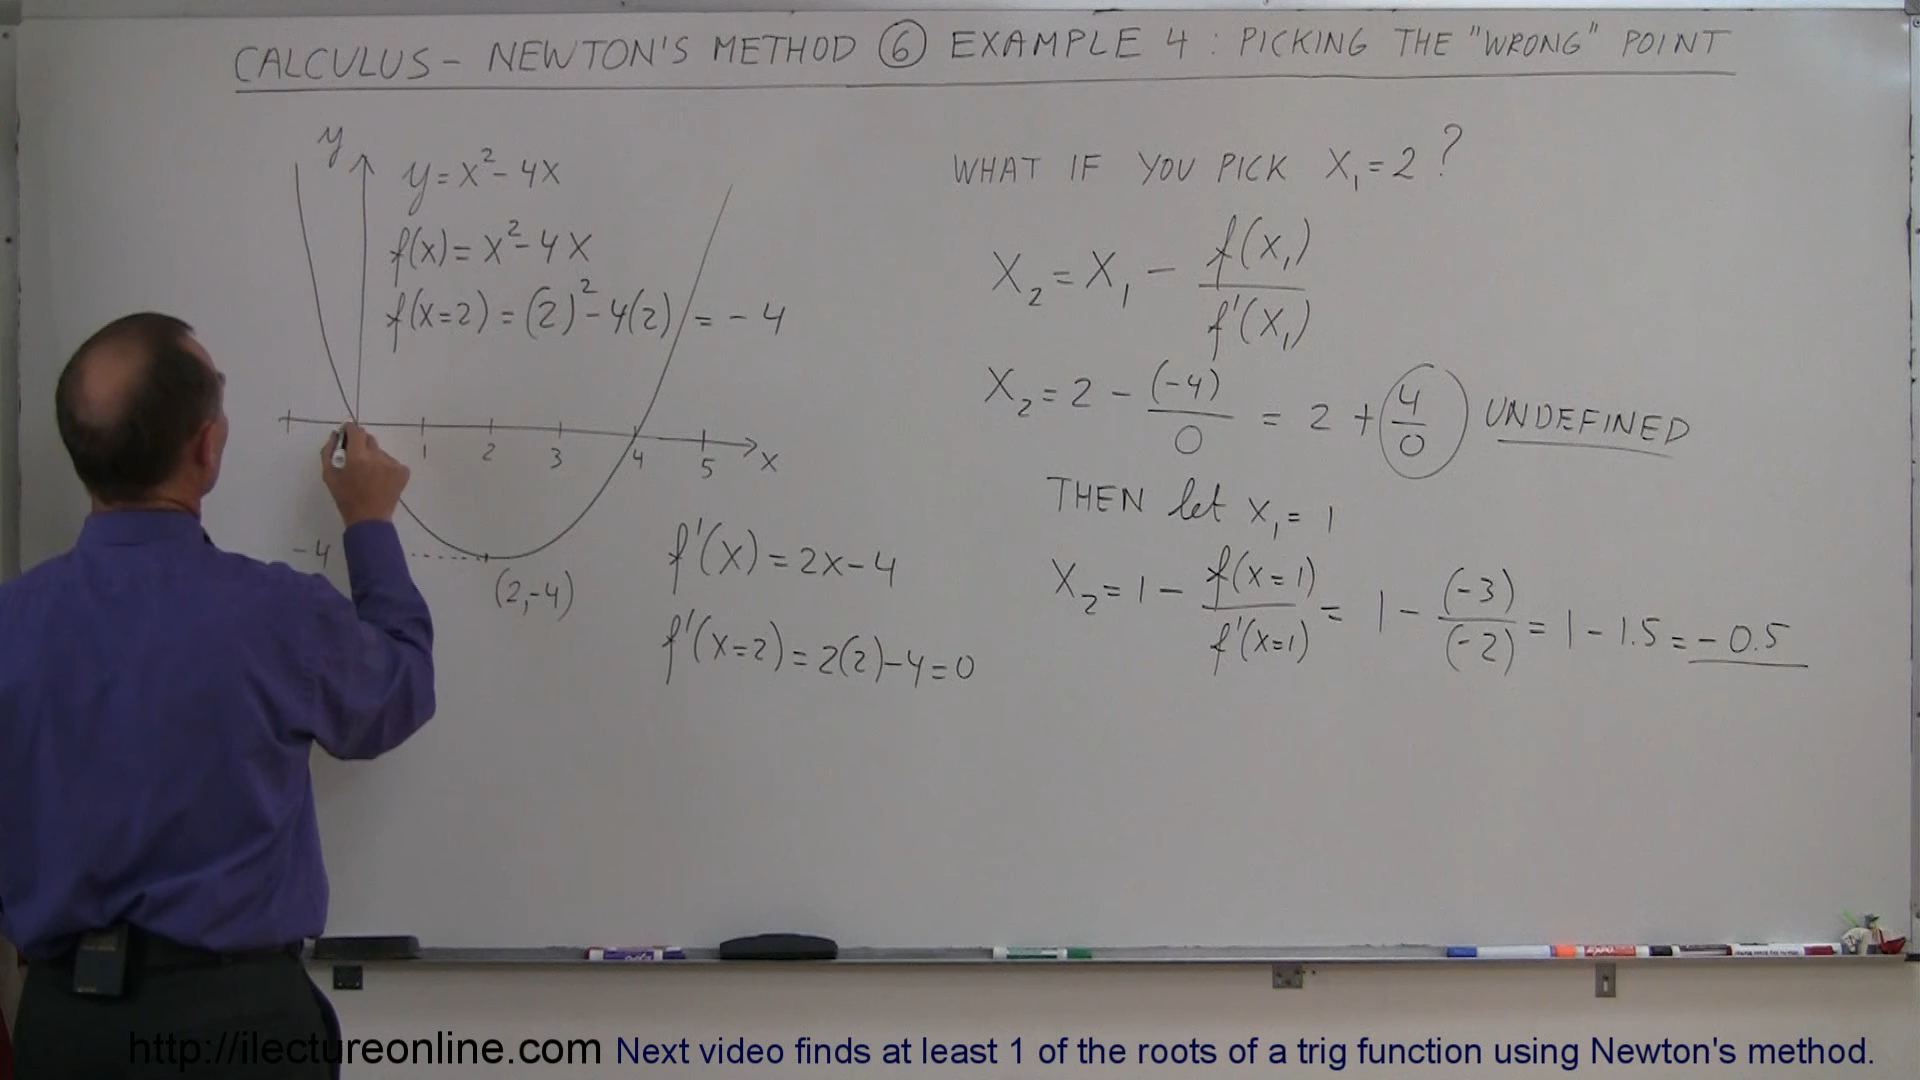 CALCULUS - NEWTON'S METHOD ⑥ EXAMPLE 4 : PICKING THE "WRONG" POINT
y
y = x² - 4x
f(x) = x² - 4x
f(x=2) = (2)² - 4(2) = - 4
1 2 3 4 5 x
-4
(2,-4)
f'(x) = 2x - 4
f'(x=2) = 2(2) - 4 = 0
WHAT IF YOU PICK x₁ = 2 ?
x₂ = x₁ - f(x₁) / f'(x₁)
x₂ = 2 - (-4) / 0 = 2 + 4 / 0 UNDEFINED
THEN let x₁ = 1
x₂ = 1 - f(x=1) / f'(x=1) = 1 - (-3) / (-2) = 1 - 1.5 = - 0.5
http://ilectureonline.com Next video finds at least 1 of the roots of a trig function using Newton's method.